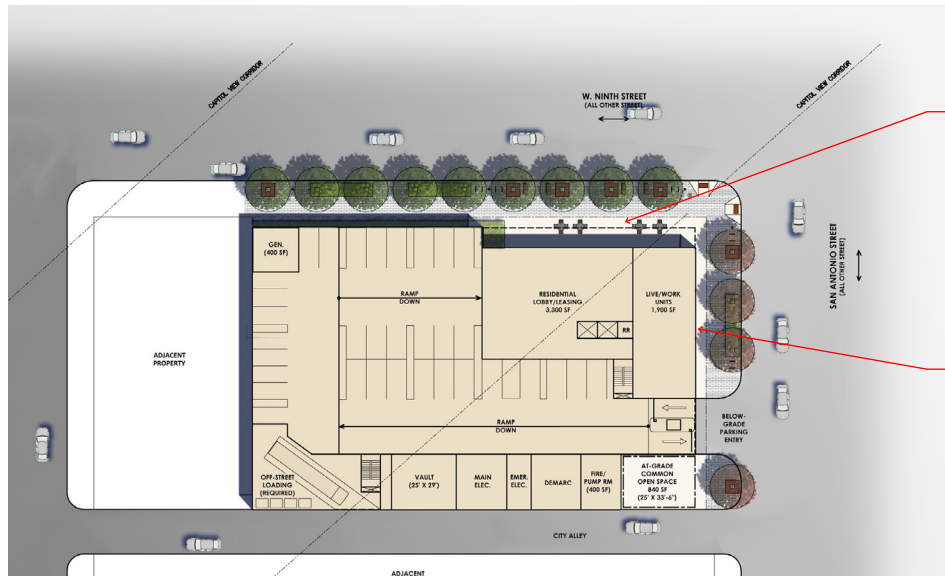 CAPITOL VIEW CORRIDOR
CAPITOL VIEW CORRIDOR
W. NINTH STREET
(ALL OTHER STREET)
SAN ANTONIO STREET
(ALL OTHER STREET)
GEN.
(400 SF)
RAMP
DOWN
RESIDENTIAL
LOBBY/LEASING
3,300 SF
LIVE/WORK
UNITS
1,900 SF
RR
ADJACENT
PROPERTY
RAMP
DOWN
BELOW-
GRADE
PARKING
ENTRY
OFF-STREET
LOADING
(REQUIRED)
VAULT
(25' X 29')
MAIN
ELEC.
EMER.
ELEC.
DEMARC
FIRE/
PUMP RM
(400 SF)
AT-GRADE
COMMON
OPEN SPACE
840 SF
(25' X 33'-6")
CITY ALLEY
ADJACENT